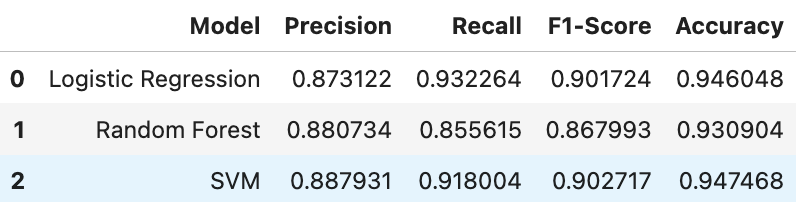 Model Precision Recall F1-Score Accuracy
0 Logistic Regression 0.873122 0.932264 0.901724 0.946048
1 Random Forest 0.880734 0.855615 0.867993 0.930904
2 SVM 0.887931 0.918004 0.902717 0.947468